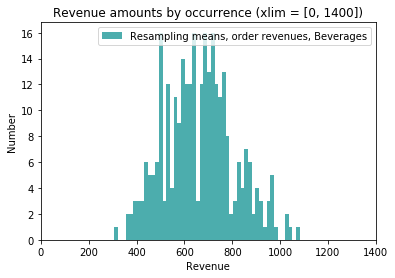 Revenue amounts by occurrence (xlim = [0, 1400])
Resampling means, order revenues, Beverages
Number
16
14
12
10
8
6
4
2
0
0 200 400 600 800 1000 1200 1400
Revenue